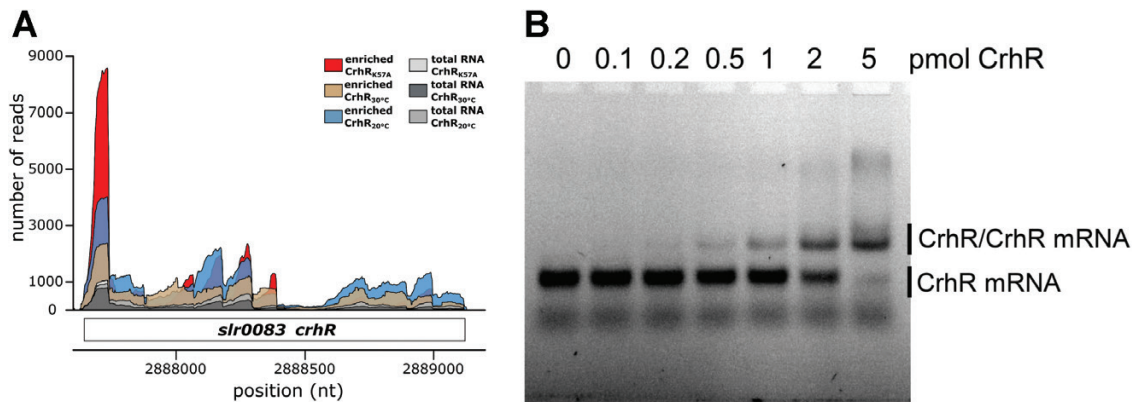 A
9000
7000
5000
3000
1000
0
number of reads
enriched
CrhRK57A
enriched
CrhR30°C
enriched
CrhR20°C
total RNA
CrhRK57A
total RNA
CrhR30°C
total RNA
CrhR20°C
slr0083 crhR
2888000 2888500 2889000
position (nt)
B
0 0.1 0.2 0.5 1 2 5 pmol CrhR
CrhR/CrhR mRNA
CrhR mRNA